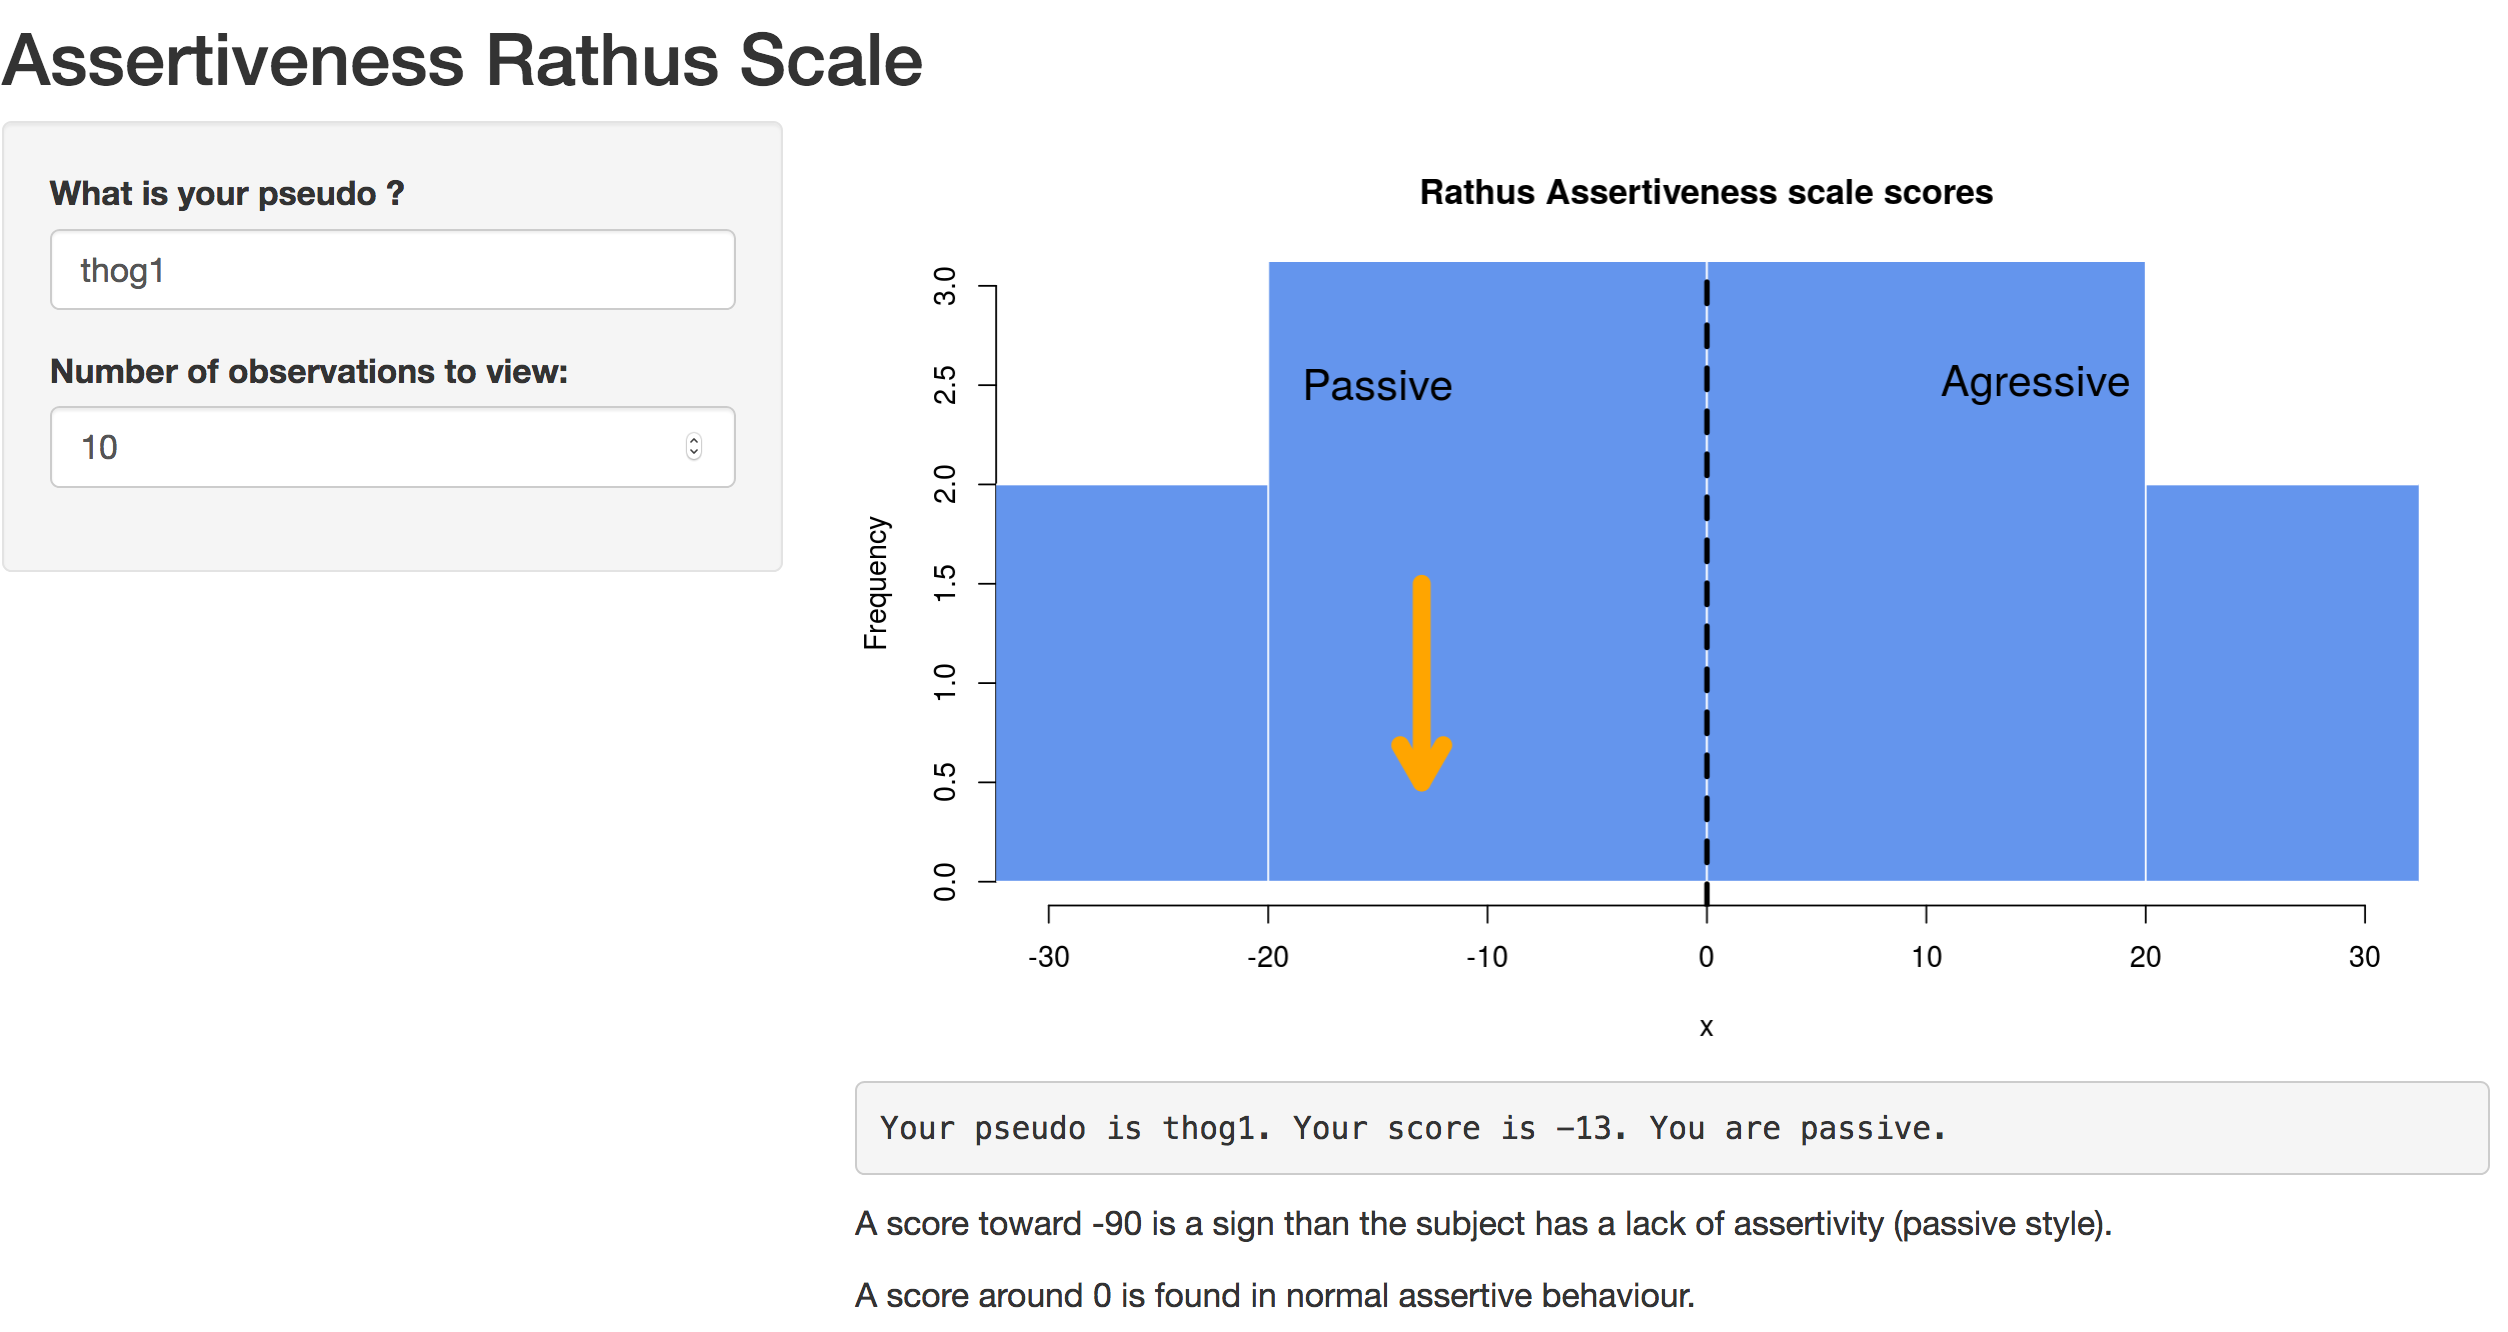 Assertiveness Rathus Scale
What is your pseudo ?
thog1
Number of observations to view:
10
Rathus Assertiveness scale scores
Passive
Agressive
Frequency
3.0
2.5
2.0
1.5
1.0
0.5
0.0
-30 -20 -10 0 10 20 30
x
Your pseudo is thog1. Your score is −13. You are passive.
A score toward -90 is a sign than the subject has a lack of assertivity (passive style).
A score around 0 is found in normal assertive behaviour.